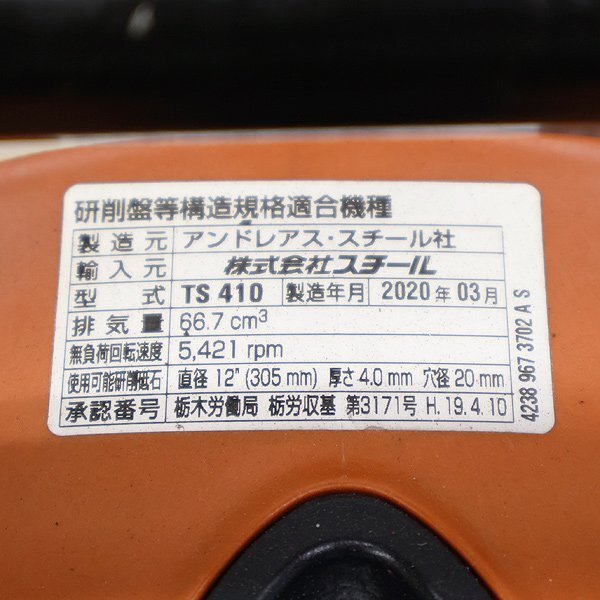 研削盤等構造規格適合機種
製造元 アンドレアス・スチール社
輸入元 株式会社スチール
型式 TS 410 製造年月 2020年 03月
排気量 66.7 cm³
無負荷回転速度 5,421 rpm
使用可能研削砥石 直径 12" (305 mm) 厚さ 4.0 mm 穴径 20 mm
承認番号 栃木労働局 栃労収基 第3171号 H.19.4.10
4238 967 3702 A S